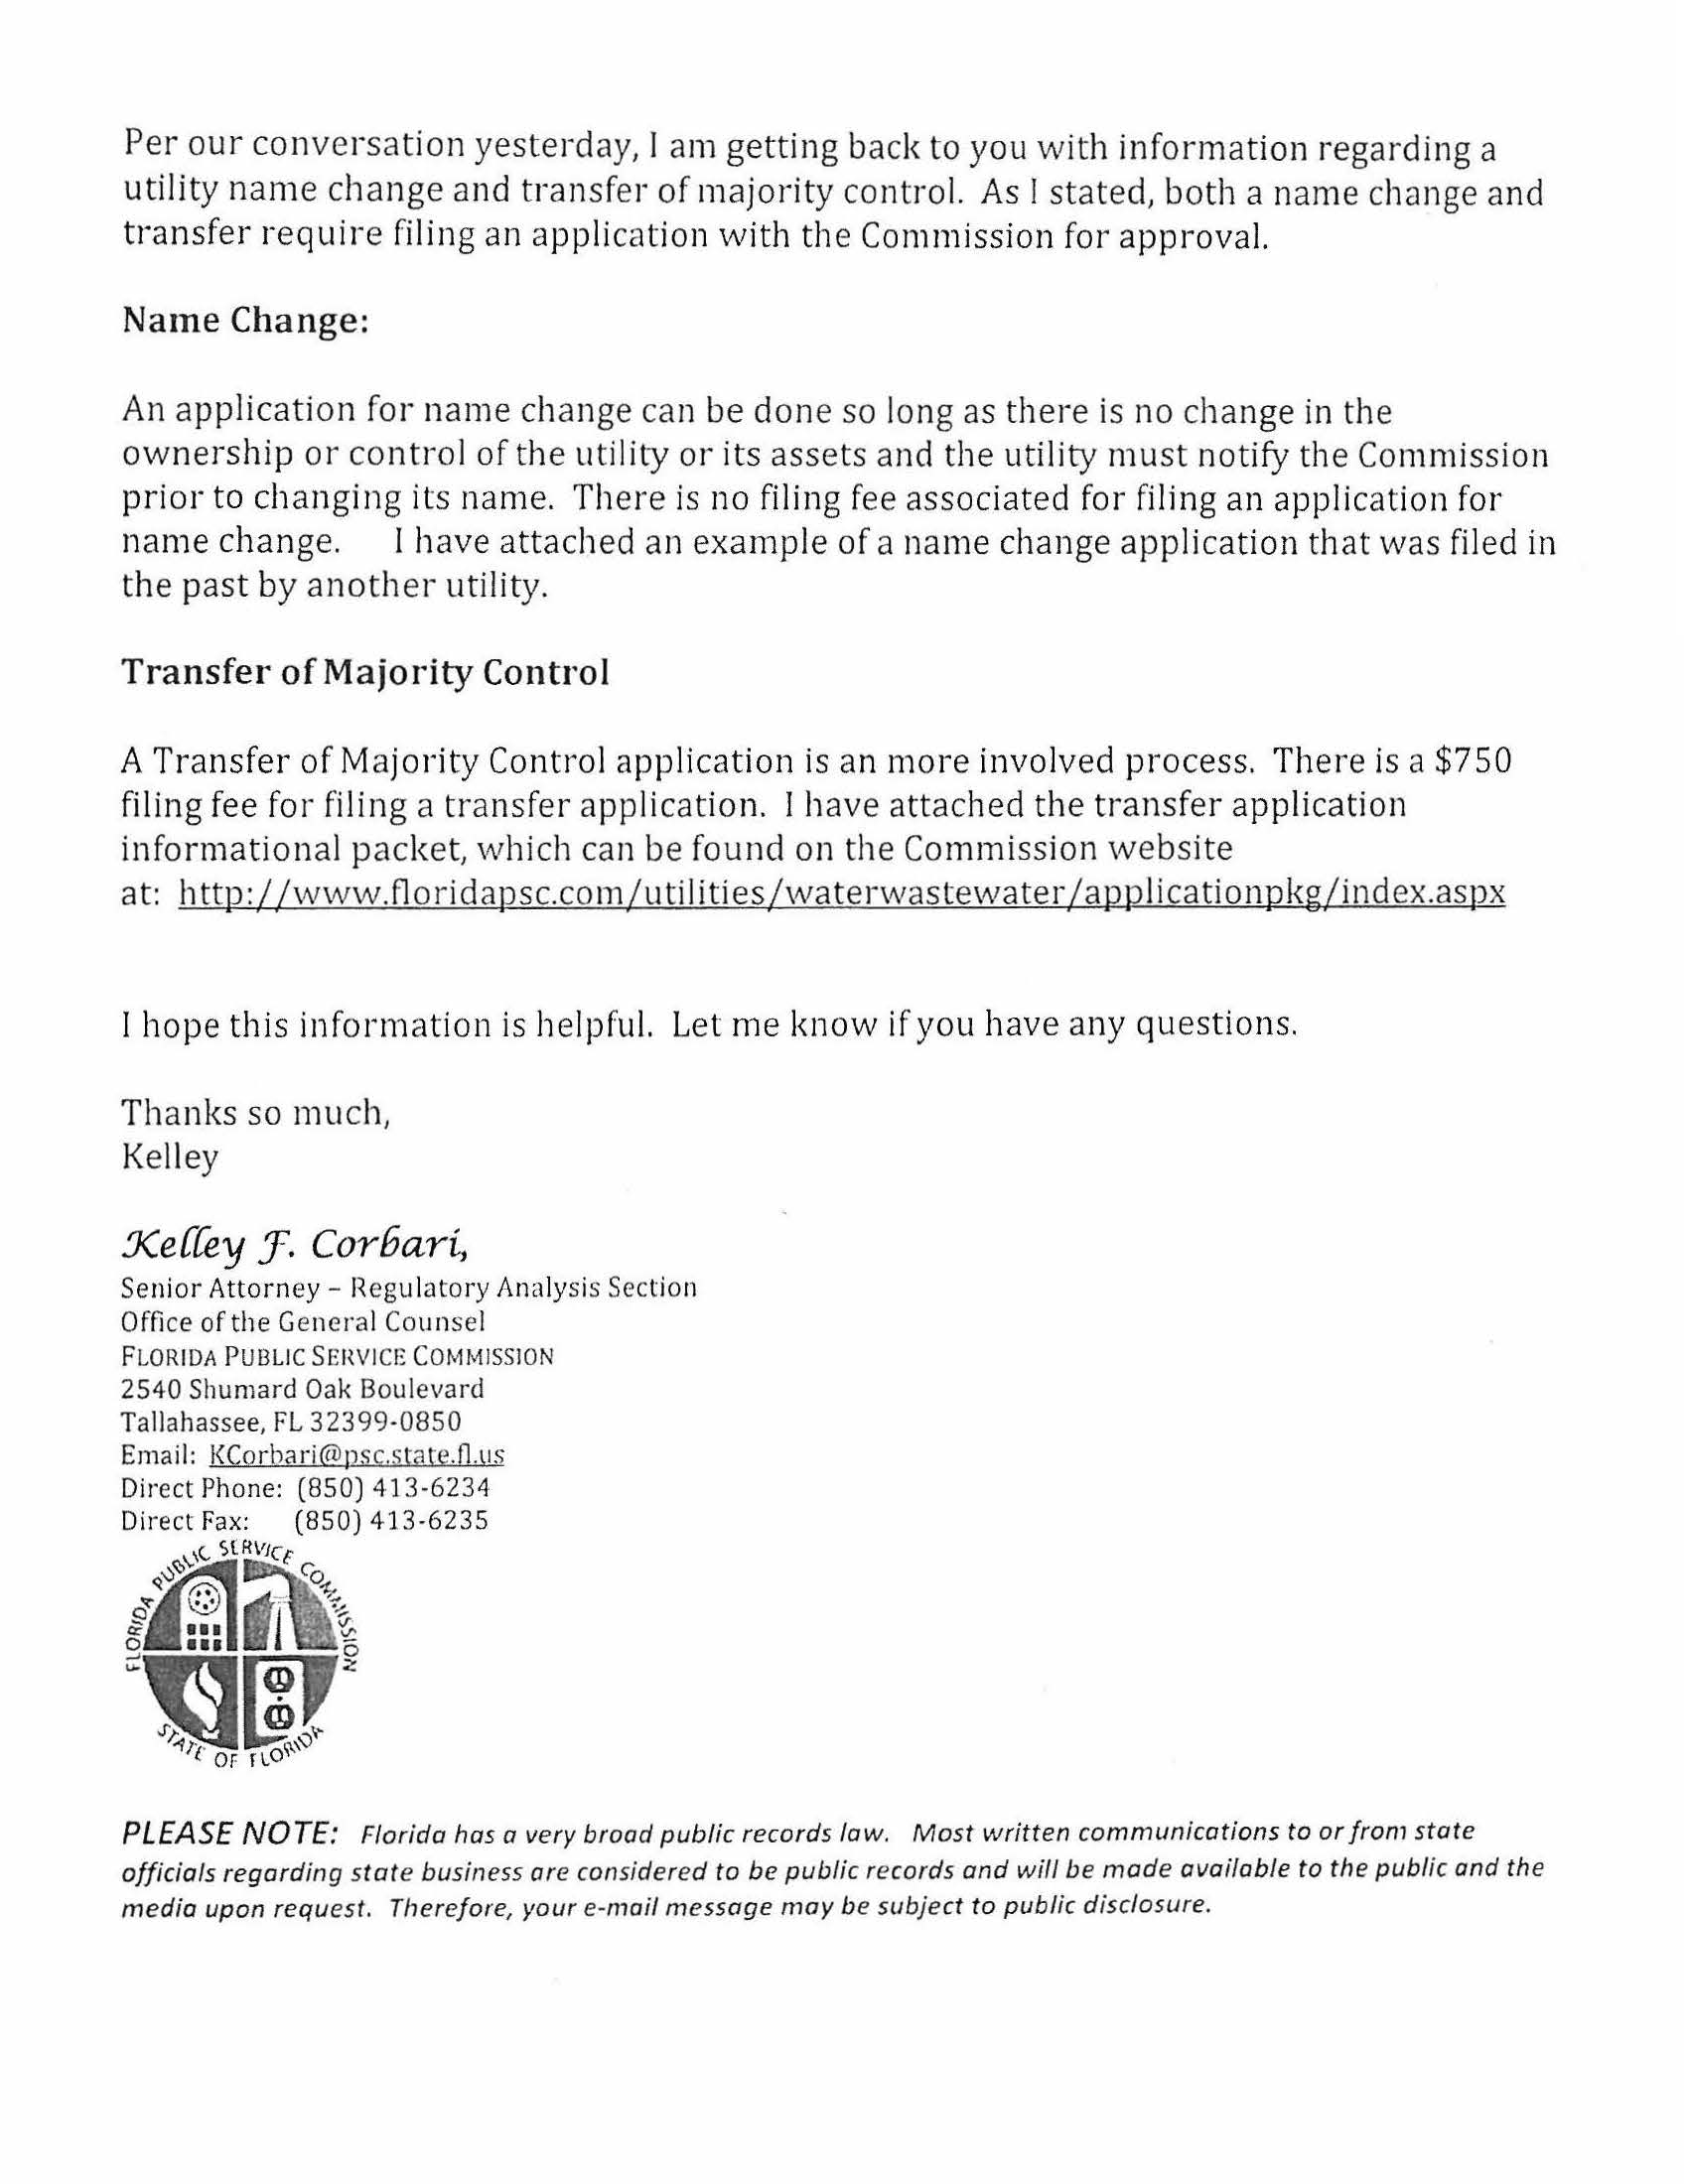 Per our conversation yesterday, I am getting back to you with information regarding a
utility name change and transfer of majority control. As I stated, both a name change and
transfer require filing an application with the Commission for approval.
Name Change:
An application for name change can be done so long as there is no change in the
ownership or control of the utility or its assets and the utility must notify the Commission
prior to changing its name. There is no filing fee associated for filing an application for
name change. I have attached an example of a name change application that was filed in
the past by another utility.
Transfer of Majority Control
A Transfer of Majority Control application is an more involved process. There is a $750
filing fee for filing a transfer application. I have attached the transfer application
informational packet, which can be found on the Commission website
at: http://www.floridapsc.com/utilities/waterwastewater/applicationpkg/index.aspx
I hope this information is helpful. Let me know if you have any questions.
Thanks so much,
Kelley
Kelley F. Corbari,
Senior Attorney – Regulatory Analysis Section
Office of the General Counsel
FLORIDA PUBLIC SERVICE COMMISSION
2540 Shumard Oak Boulevard
Tallahassee, FL 32399-0850
Email: KCorbari@psc.state.fl.us
Direct Phone: (850) 413-6234
Direct Fax: (850) 413-6235
FLORIDA PUBLIC SERVICE COMMISSION
STATE OF FLORIDA
PLEASE NOTE: Florida has a very broad public records law. Most written communications to or from state
officials regarding state business are considered to be public records and will be made available to the public and the
media upon request. Therefore, your e-mail message may be subject to public disclosure.